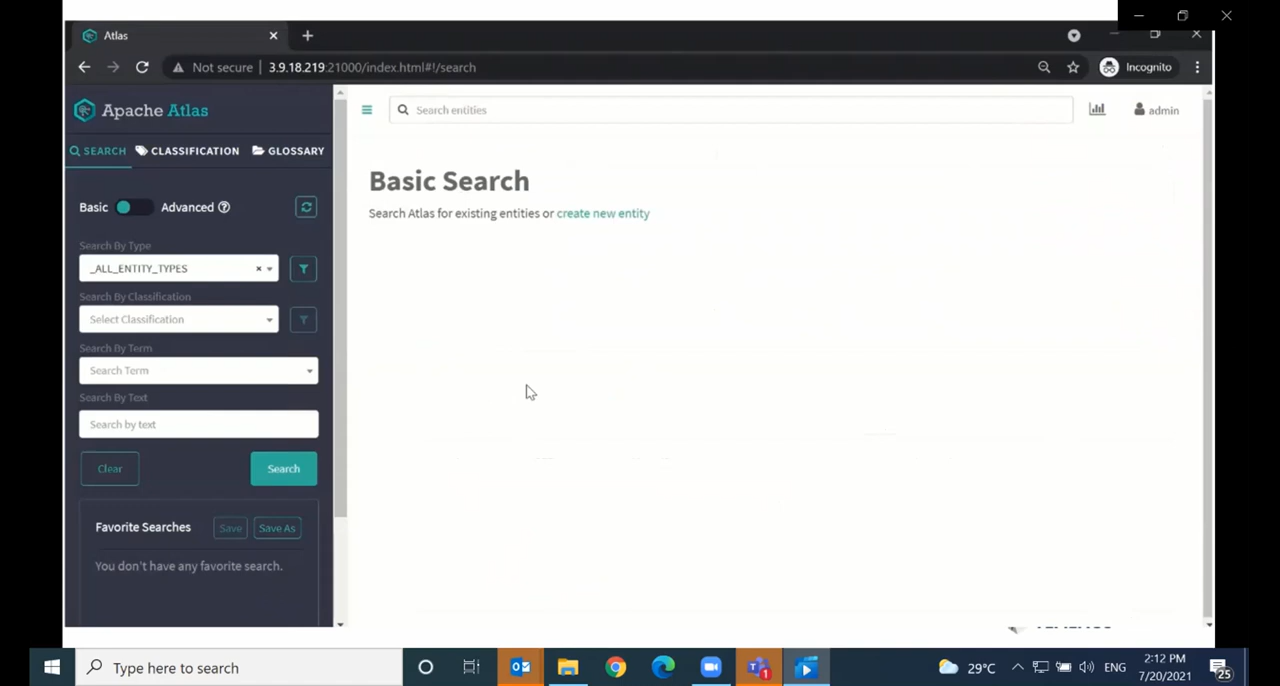 Atlas
Not secure | 3.9.18.219:21000/index.html#!/search
Incognito
Apache Atlas
Search entities
admin
SEARCH CLASSIFICATION GLOSSARY
Basic Search
Search Atlas for existing entities or create new entity
Basic Advanced
Search By Type
_ALL_ENTITY_TYPES
Search By Classification
Select Classification
Search By Term
Search Term
Search By Text
Search by text
Clear Search
Favorite Searches Save Save As
You don't have any favorite search.
Type here to search
1
29°C
ENG
2:12 PM
7/20/2021
25